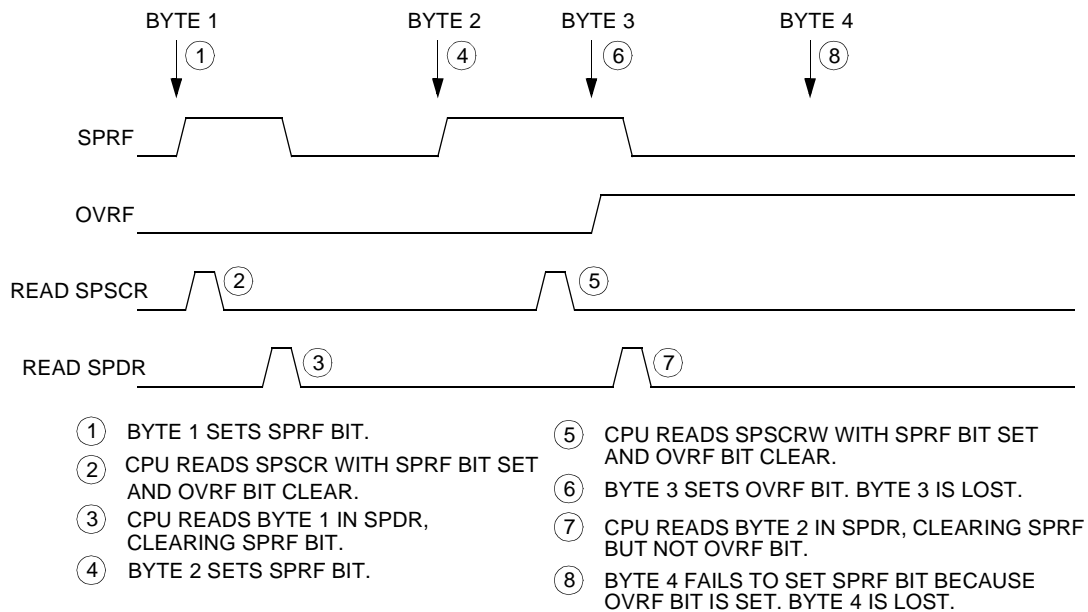 BYTE 1 BYTE 2 BYTE 3 BYTE 4
1 4 6 8
SPRF
OVRF
READ SPSCR 2 5
READ SPDR 3 7
1 BYTE 1 SETS SPRF BIT.
2 CPU READS SPSCR WITH SPRF BIT SET
AND OVRF BIT CLEAR.
3 CPU READS BYTE 1 IN SPDR,
CLEARING SPRF BIT.
4 BYTE 2 SETS SPRF BIT.
5 CPU READS SPSCRW WITH SPRF BIT SET
AND OVRF BIT CLEAR.
6 BYTE 3 SETS OVRF BIT. BYTE 3 IS LOST.
7 CPU READS BYTE 2 IN SPDR, CLEARING SPRF
BUT NOT OVRF BIT.
8 BYTE 4 FAILS TO SET SPRF BIT BECAUSE
OVRF BIT IS SET. BYTE 4 IS LOST.